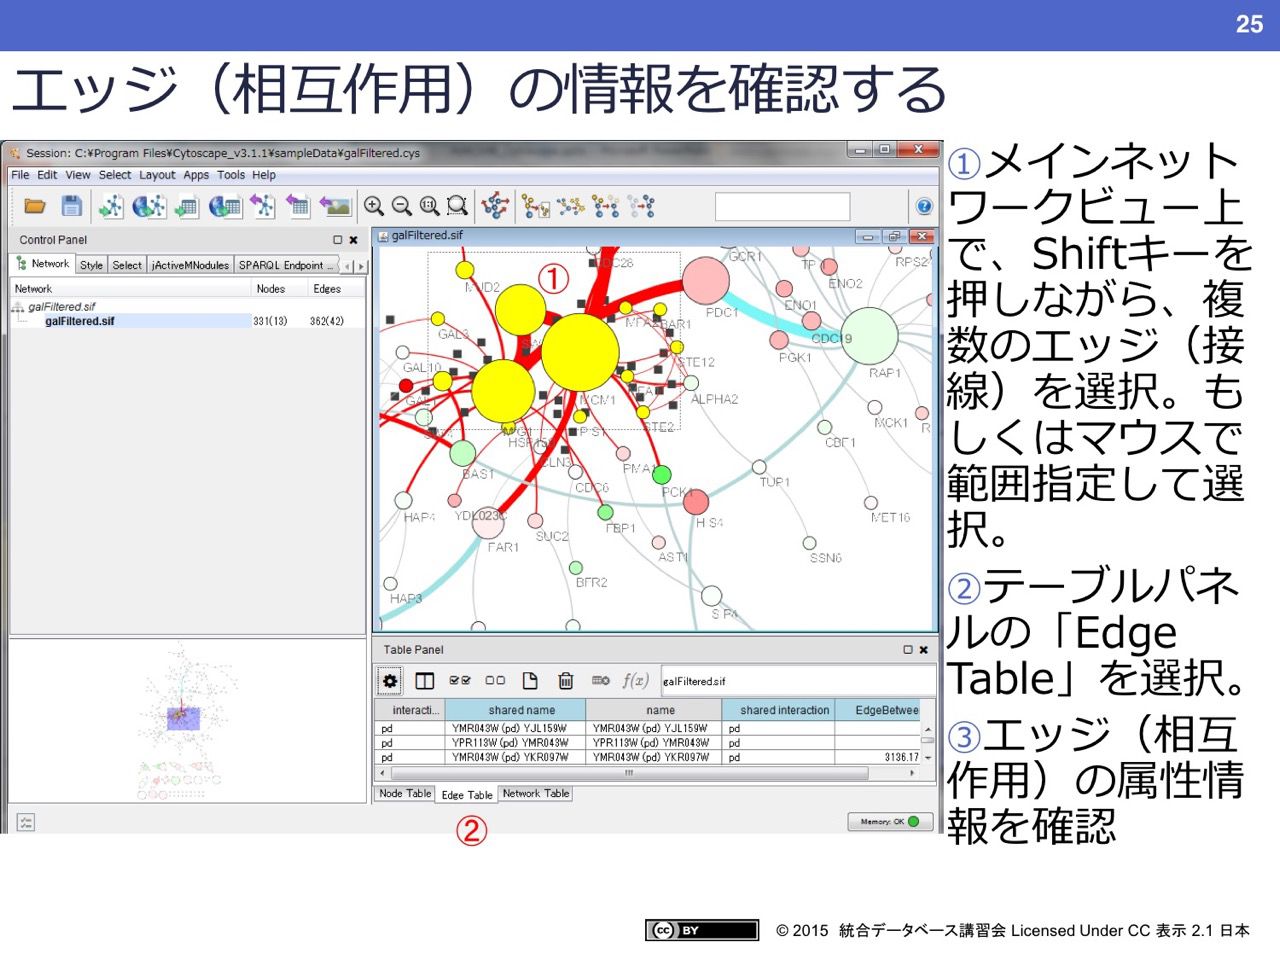 25
エッジ（相互作用）の情報を確認する
Session: C:¥Program Files¥Cytoscape_v3.1.1¥sampleData¥galFiltered.cys
File Edit View Select Layout Apps Tools Help
Control Panel
Network Style Select jActiveMNodules SPARQL Endpoint ...
Network Nodes Edges
galFiltered.sif
galFiltered.sif 331(13) 362(42)
galFiltered.sif
①
MUD2
GCR1
TP
RPS2
ENO2
ENO1
PDC1
CDC19
PGK1
RAP1
GAL3
BAR1
STE12
GAL10
MCM1
ALPHA2
STE2
MCK1
CBF1
HSP150
CLN3
BAS1
PMA1
CDC6
PCK1
TUP1
HIS4
HAP4
YDL023C
FAR1
SUC2
FBP1
MET16
AST1
SSN6
BFR2
HAP3
SIP4
Table Panel
f(x) galFiltered.sif
interacti... shared name name shared interaction EdgeBetwee
pd YMR043W (pd) YJL159W YMR043W (pd) YJL159W pd
pd YPR113W (pd) YMR043W YPR113W (pd) YMR043W pd
pd YMR043W (pd) YKR097W YMR043W (pd) YKR097W pd 3136.17
Node Table Edge Table Network Table
②
Memory: OK
①メインネット
ワークビュー上
で、Shiftキーを
押しながら、複
数のエッジ（接
線）を選択。も
しくはマウスで
範囲指定して選
択。
②テーブルパネ
ルの「Edge
Table」を選択。
③エッジ（相互
作用）の属性情
報を確認
cc BY
© 2015 統合データベース講習会 Licensed Under CC 表示 2.1 日本